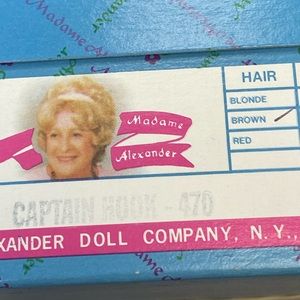 Madame
Alexander
HAIR
BLONDE
BROWN
RED
CAPTAIN HOOK - 470
XANDER DOLL COMPANY, N.Y.,